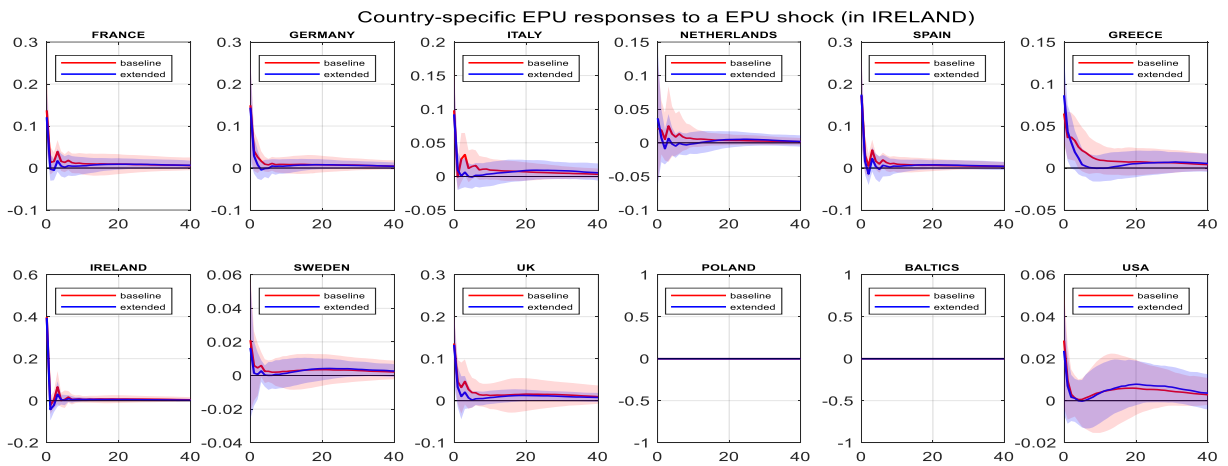 Country-specific EPU responses to a EPU shock (in IRELAND)
FRANCE
0.3
0.2
0.1
0
-0.1
0
20
40
baseline
extended
GERMANY
0.3
0.2
0.1
0
-0.1
0
20
40
baseline
extended
ITALY
0.2
0.15
0.1
0.05
0
-0.05
0
20
40
baseline
extended
NETHERLANDS
0.15
0.1
0.05
0
-0.05
-0.1
0
20
40
baseline
extended
SPAIN
0.3
0.2
0.1
0
-0.1
0
20
40
baseline
extended
GREECE
0.15
0.1
0.05
0
-0.05
0
20
40
baseline
extended
IRELAND
0.6
0.4
0.2
0
-0.2
0
20
40
baseline
extended
SWEDEN
0.06
0.04
0.02
0
-0.02
-0.04
0
20
40
baseline
extended
UK
0.3
0.2
0.1
0
-0.1
0
20
40
baseline
extended
POLAND
1
0.5
0
-0.5
-1
0
20
40
baseline
extended
BALTICS
1
0.5
0
-0.5
-1
0
20
40
baseline
extended
USA
0.06
0.04
0.02
0
-0.02
0
20
40
baseline
extended